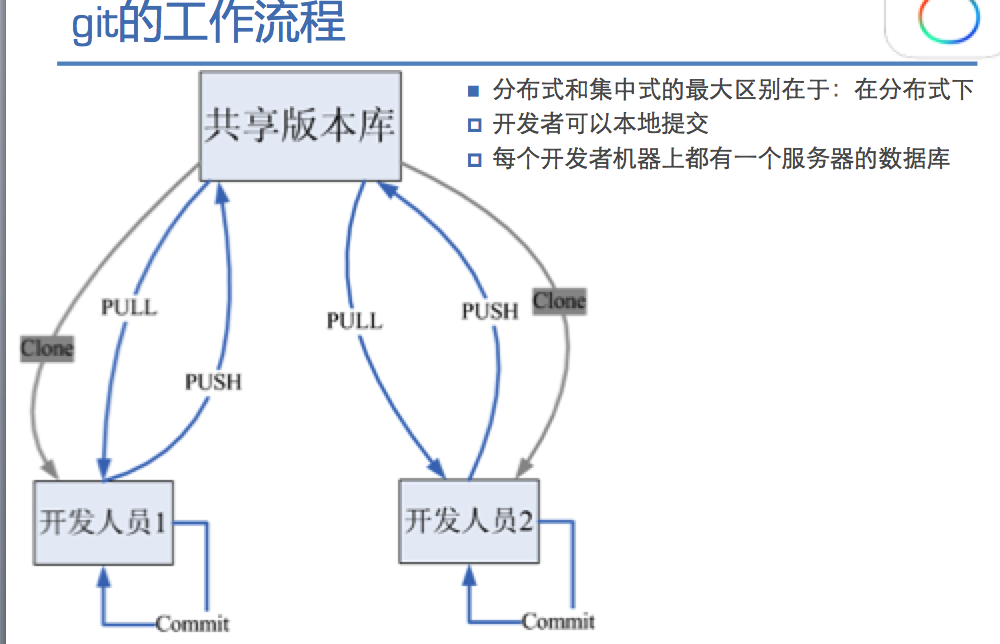 git的工作流程
分布式和集中式的最大区别在于：在分布式下
开发者可以本地提交
每个开发者机器上都有一个服务器的数据库
共享版本库
PULL
PUSH
Clone
PULL
PUSH
Clone
开发人员1
开发人员2
Commit
Commit